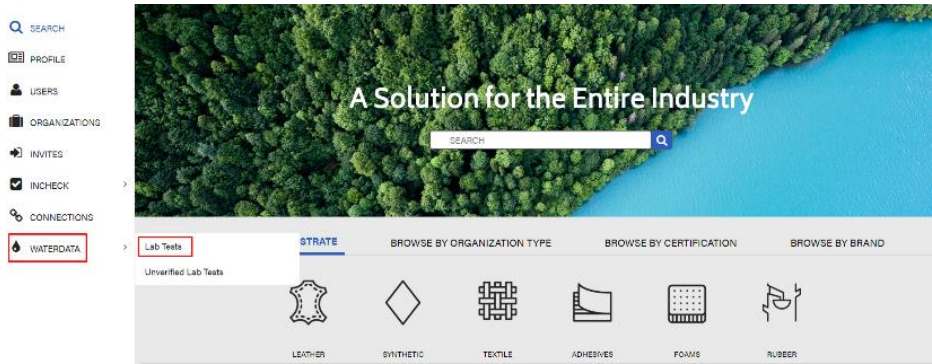 SEARCH
PROFILE
USERS
ORGANIZATIONS
INVITES
INCHECK
CONNECTIONS
WATERDATA
A Solution for the Entire Industry
SEARCH
Lab Tests
Unverified Lab Tests
STRATE BROWSE BY ORGANIZATION TYPE BROWSE BY CERTIFICATION BROWSE BY BRAND
LEATHER SYNTHETIC TEXTILE ADHESIVES FOAMS RUBBER